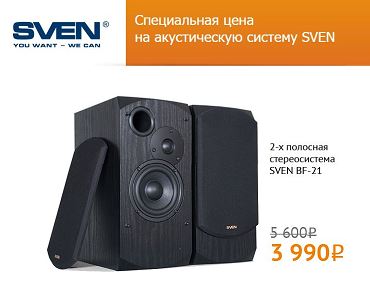 SVEN®
YOU WANT – WE CAN
Специальная цена
на акустическую систему SVEN
2-х полосная
стереосистема
SVEN BF-21
SVEN
SVEN
5 600₽
3 990₽